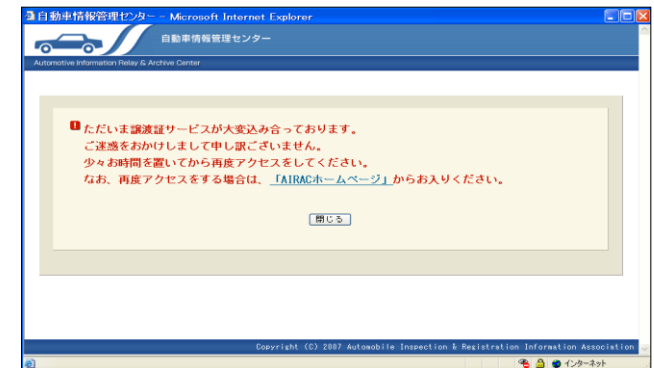 自動車情報管理センター - Microsoft Internet Explorer
自動車情報管理センター
Automotive Information Relay & Archive Center
ただいま譲渡証サービスが大変込み合っております。
ご迷惑をおかけしまして申し訳ございません。
少々お時間を置いてから再度アクセスをしてください。
なお、再度アクセスをする場合は、「AIRACホームページ」からお入りください。
閉じる
Copyright (C) 2007 Automobile Inspection & Registration Information Association
インターネット